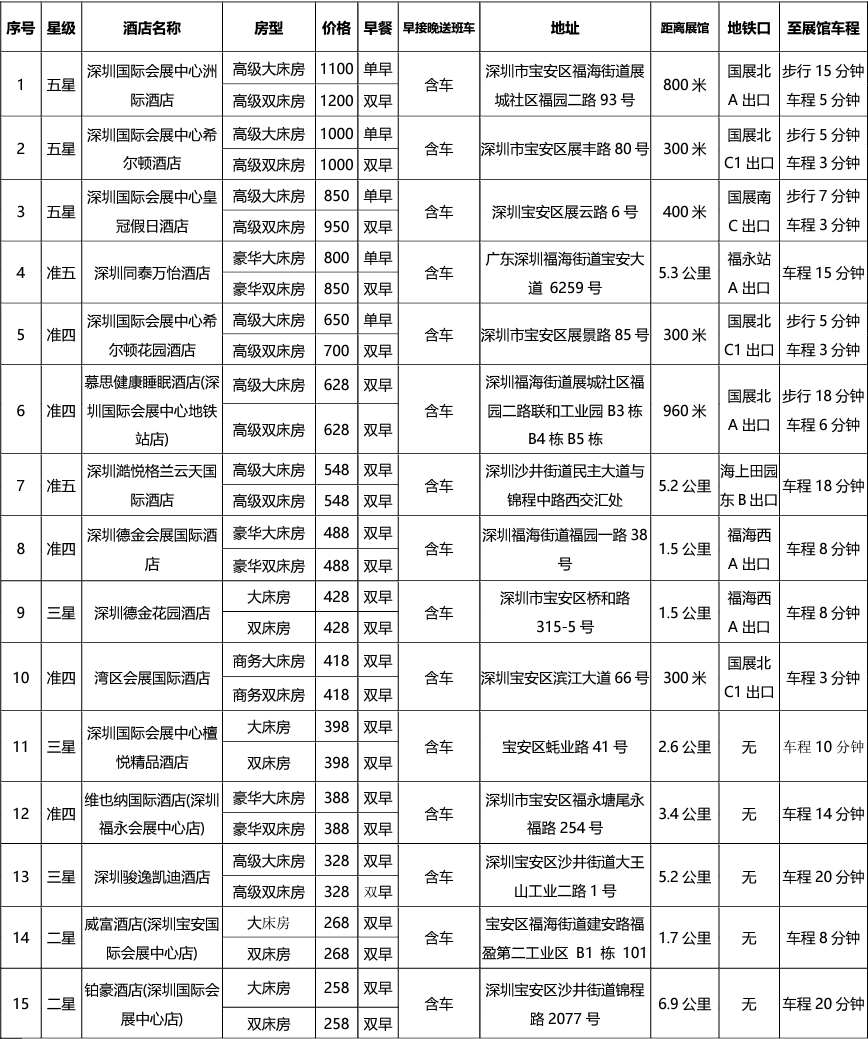 序号 星级 酒店名称 房型 价格 早餐 早接晚送班车 地址 距离展馆 地铁口 至展馆车程
1 五星 深圳国际会展中心洲际酒店 高级大床房 1100 单早 含车 深圳市宝安区福海街道展城社区福园二路 93 号 800 米 国展北 A 出口 步行 15 分钟 车程 5 分钟
高级双床房 1200 双早
2 五星 深圳国际会展中心希尔顿酒店 高级大床房 1000 单早 含车 深圳市宝安区展丰路 80 号 300 米 国展北 C1 出口 步行 5 分钟 车程 3 分钟
高级双床房 1000 双早
3 五星 深圳国际会展中心皇冠假日酒店 高级大床房 850 单早 含车 深圳宝安区展云路 6 号 400 米 国展南 C 出口 步行 7 分钟 车程 3 分钟
高级双床房 950 双早
4 准五 深圳同泰万怡酒店 豪华大床房 800 单早 含车 广东深圳福海街道宝安大道 6259 号 5.3 公里 福永站 A 出口 车程 15 分钟
豪华双床房 850 双早
5 准四 深圳国际会展中心希尔顿花园酒店 高级大床房 650 单早 含车 深圳市宝安区展景路 85 号 300 米 国展北 C1 出口 步行 5 分钟 车程 3 分钟
高级双床房 700 双早
6 准四 慕思健康睡眠酒店(深圳国际会展中心地铁站店) 高级大床房 628 双早 含车 深圳福海街道展城社区福园二路联和工业园 B3 栋 B4 栋 B5 栋 960 米 国展北 A 出口 步行 18 分钟 车程 6 分钟
高级双床房 628 双早
7 准五 深圳澔悦格兰云天国际酒店 高级大床房 548 双早 含车 深圳沙井街道民主大道与锦程中路西交汇处 5.2 公里 海上田园东 B 出口 车程 18 分钟
高级双床房 548 双早
8 准四 深圳德金会展国际酒店 豪华大床房 488 双早 含车 深圳福海街道福园一路 38 号 1.5 公里 福海西 A 出口 车程 8 分钟
豪华双床房 488 双早
9 三星 深圳德金花园酒店 大床房 428 双早 含车 深圳市宝安区桥和路 315-5 号 1.5 公里 福海西 A 出口 车程 8 分钟
双床房 428 双早
10 准四 湾区会展国际酒店 商务大床房 418 双早 含车 深圳宝安区滨江大道 66 号 300 米 国展北 C1 出口 车程 3 分钟
商务双床房 418 双早
11 三星 深圳国际会展中心檀悦精品酒店 大床房 398 双早 含车 宝安区蚝业路 41 号 2.6 公里 无 车程 10 分钟
双床房 398 双早
12 准四 维也纳国际酒店(深圳福永会展中心店) 豪华大床房 388 双早 含车 深圳市宝安区福永塘尾永福路 254 号 3.4 公里 无 车程 14 分钟
豪华双床房 388 双早
13 三星 深圳骏逸凯迪酒店 高级大床房 328 双早 含车 深圳宝安区沙井街道大王山工业二路 1 号 5.2 公里 无 车程 20 分钟
高级双床房 328 双早
14 二星 威富酒店(深圳宝安国际会展中心店) 大床房 268 双早 含车 宝安区福海街道建安路福盈第二工业区 B1 栋 101 1.7 公里 无 车程 8 分钟
双床房 268 双早
15 二星 铂豪酒店(深圳国际会展中心店) 大床房 258 双早 含车 深圳宝安区沙井街道锦程路 2077 号 6.9 公里 无 车程 20 分钟
双床房 258 双早